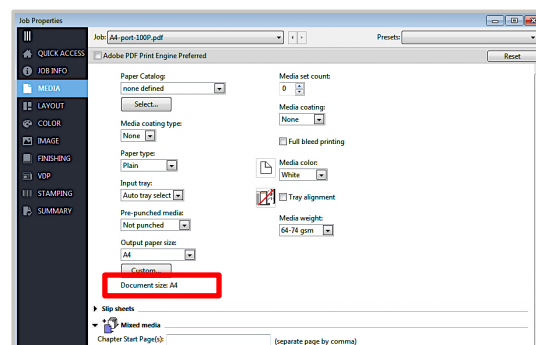 Job Properties
Job: A4-port-100P.pdf
Presets:
Adobe PDF Print Engine Preferred
Reset
QUICK ACCESS
JOB INFO
MEDIA
LAYOUT
COLOR
IMAGE
FINISHING
VDP
STAMPING
SUMMARY
Paper Catalog:
none defined
Select...
Media coating type:
None
Paper type:
Plain
Input tray:
Auto tray select
Pre-punched media:
Not punched
Output paper size:
A4
Custom...
Document size: A4
Media set count:
0
Media coating:
None
Full bleed printing
Media color:
White
Tray alignment
Media weight:
64-74 gsm
Slip sheets
Mixed media
Chapter Start Page(s):
(separate page by comma)